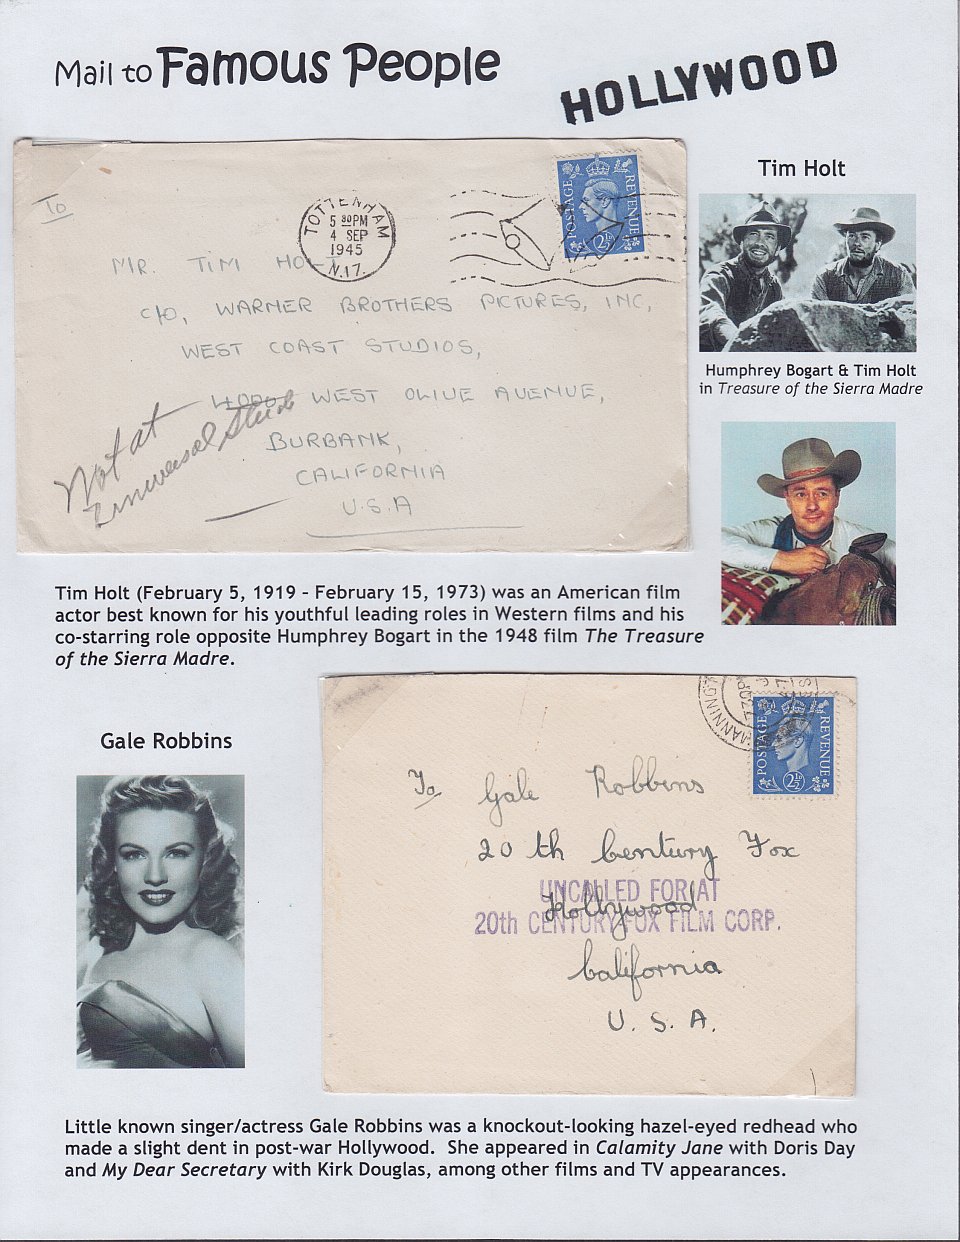 Mail to Famous People
HOLLYWOOD
To
TOTTENHAM
5 30PM
4 SEP
1945
N.17.
POSTAGE
REVENUE
2½D
MR. TIM HOLT
c/o, WARNER BROTHERS PICTURES, INC,
WEST COAST STUDIOS,
WEST OLIVE AVENUE,
BURBANK,
CALIFORNIA
U.S.A
Not at
Universal Studio
Tim Holt
Humphrey Bogart & Tim Holt
in Treasure of the Sierra Madre
Tim Holt (February 5, 1919 – February 15, 1973) was an American film
actor best known for his youthful leading roles in Western films and his
co-starring role opposite Humphrey Bogart in the 1948 film The Treasure
of the Sierra Madre.
Gale Robbins
POSTAGE
REVENUE
2½D
To Gale Robbins
20 th Century Fox
UNCALLED FOR AT
Hollywood
20th CENTURY FOX FILM CORP.
California
U. S. A.
Little known singer/actress Gale Robbins was a knockout-looking hazel-eyed redhead who
made a slight dent in post-war Hollywood. She appeared in Calamity Jane with Doris Day
and My Dear Secretary with Kirk Douglas, among other films and TV appearances.